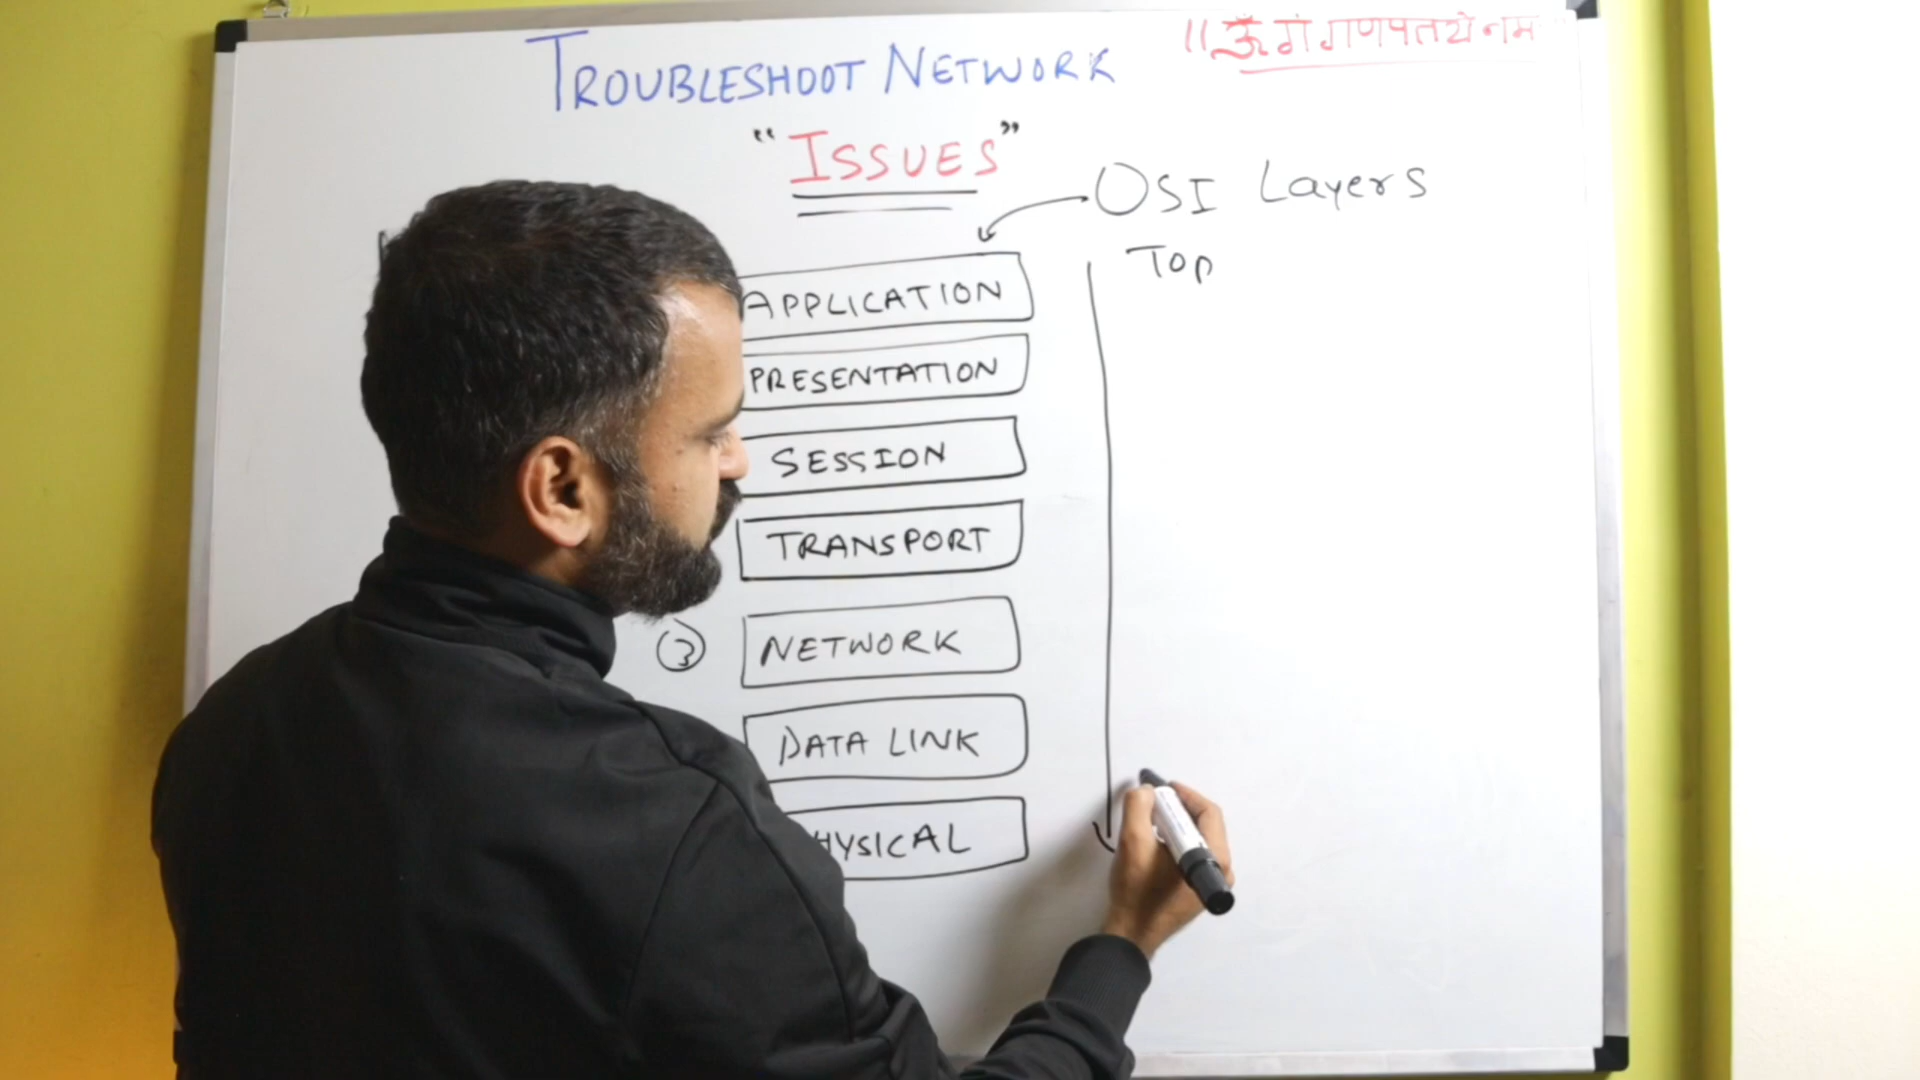 TROUBLESHOOT NETWORK
॥ ॐ गं गणपतये नम
"ISSUES"
OSI Layers
Top
APPLICATION
PRESENTATION
SESSION
TRANSPORT
3 NETWORK
DATA LINK
HYSICAL